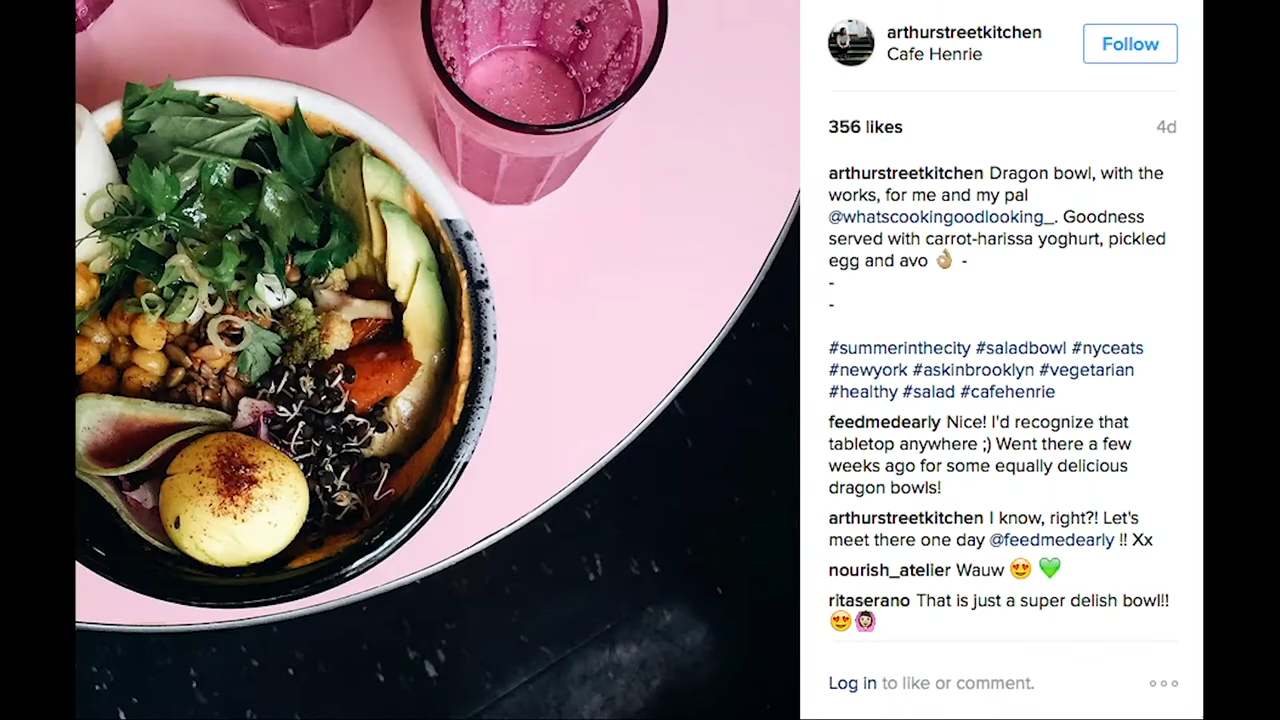 arthurstreetkitchen
Cafe Henrie
Follow
356 likes
4d
arthurstreetkitchen Dragon bowl, with the
works, for me and my pal
@whatscookingoodlooking_. Goodness
served with carrot-harissa yoghurt, pickled
egg and avo 👌🏼 -
-
-
#summerinthecity #saladbowl #nyceats
#newyork #askinbrooklyn #vegetarian
#healthy #salad #cafehenrie
feedmedearly Nice! I'd recognize that
tabletop anywhere ;) Went there a few
weeks ago for some equally delicious
dragon bowls!
arthurstreetkitchen I know, right?! Let's
meet there one day @feedmedearly !! Xx
nourish_atelier Wauw 😍 💚
ritaserano That is just a super delish bowl!!
😍🙆🏻
Log in to like or comment.